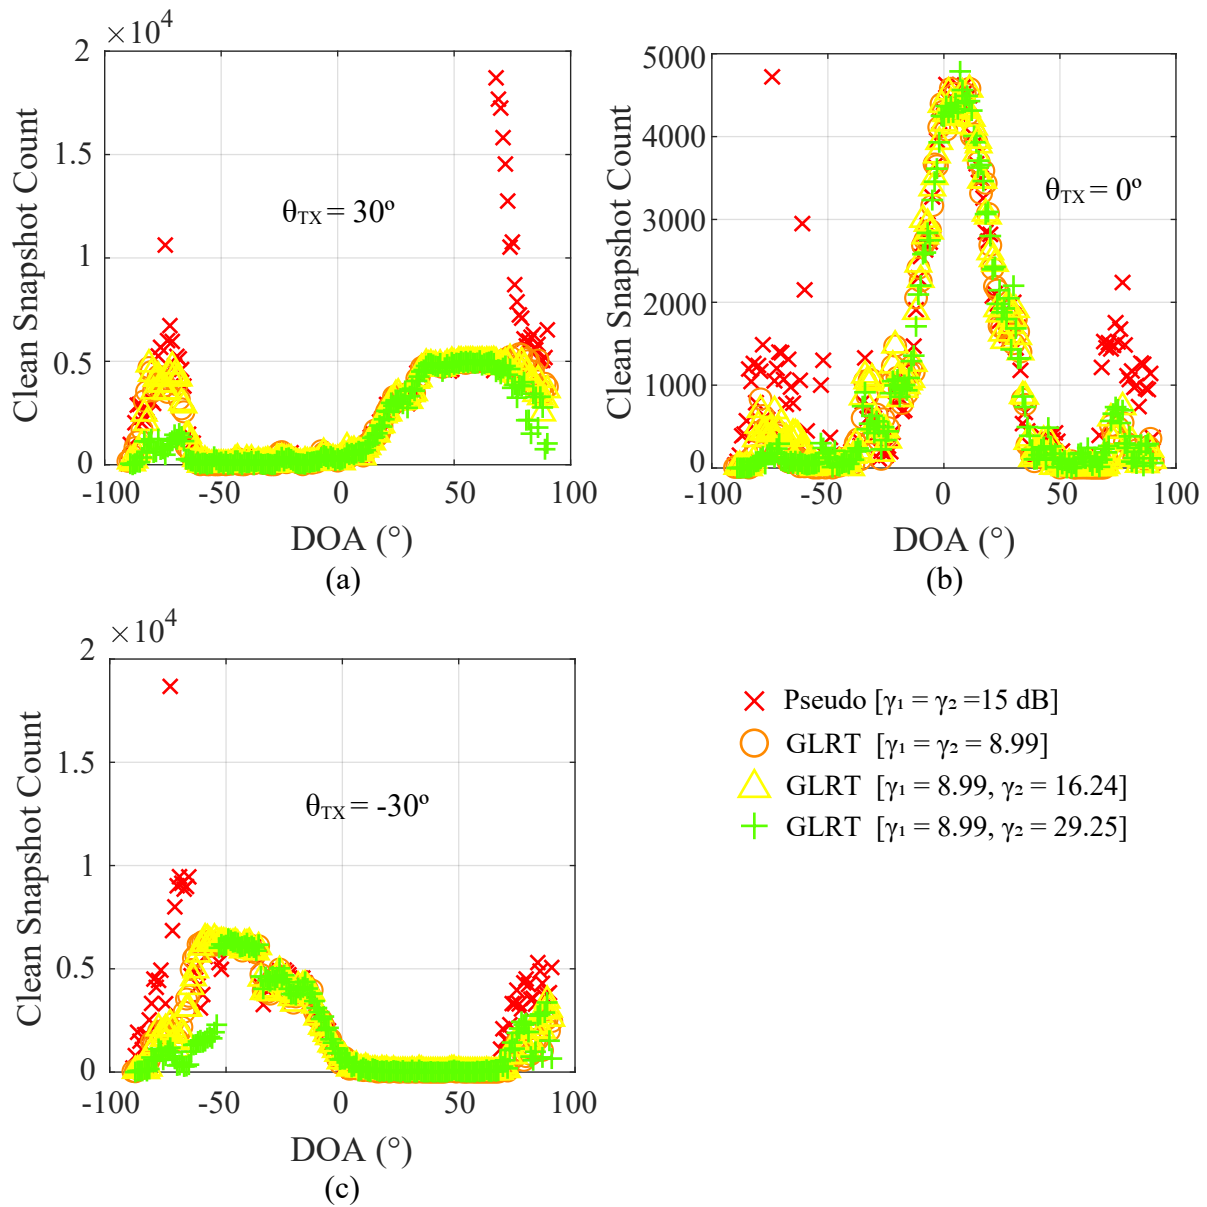 ×10⁴
2
1.5
1
0.5
0
Clean Snapshot Count
θTX = 30º
-100
-50
0
50
100
DOA (°)
(a)
5000
4000
3000
2000
1000
0
Clean Snapshot Count
θTX = 0º
-100
-50
0
50
100
DOA (°)
(b)
×10⁴
2
1.5
1
0.5
0
Clean Snapshot Count
θTX = -30º
-100
-50
0
50
100
DOA (°)
(c)
Pseudo [γ₁ = γ₂ =15 dB]
GLRT [γ₁ = γ₂ = 8.99]
GLRT [γ₁ = 8.99, γ₂ = 16.24]
GLRT [γ₁ = 8.99, γ₂ = 29.25]